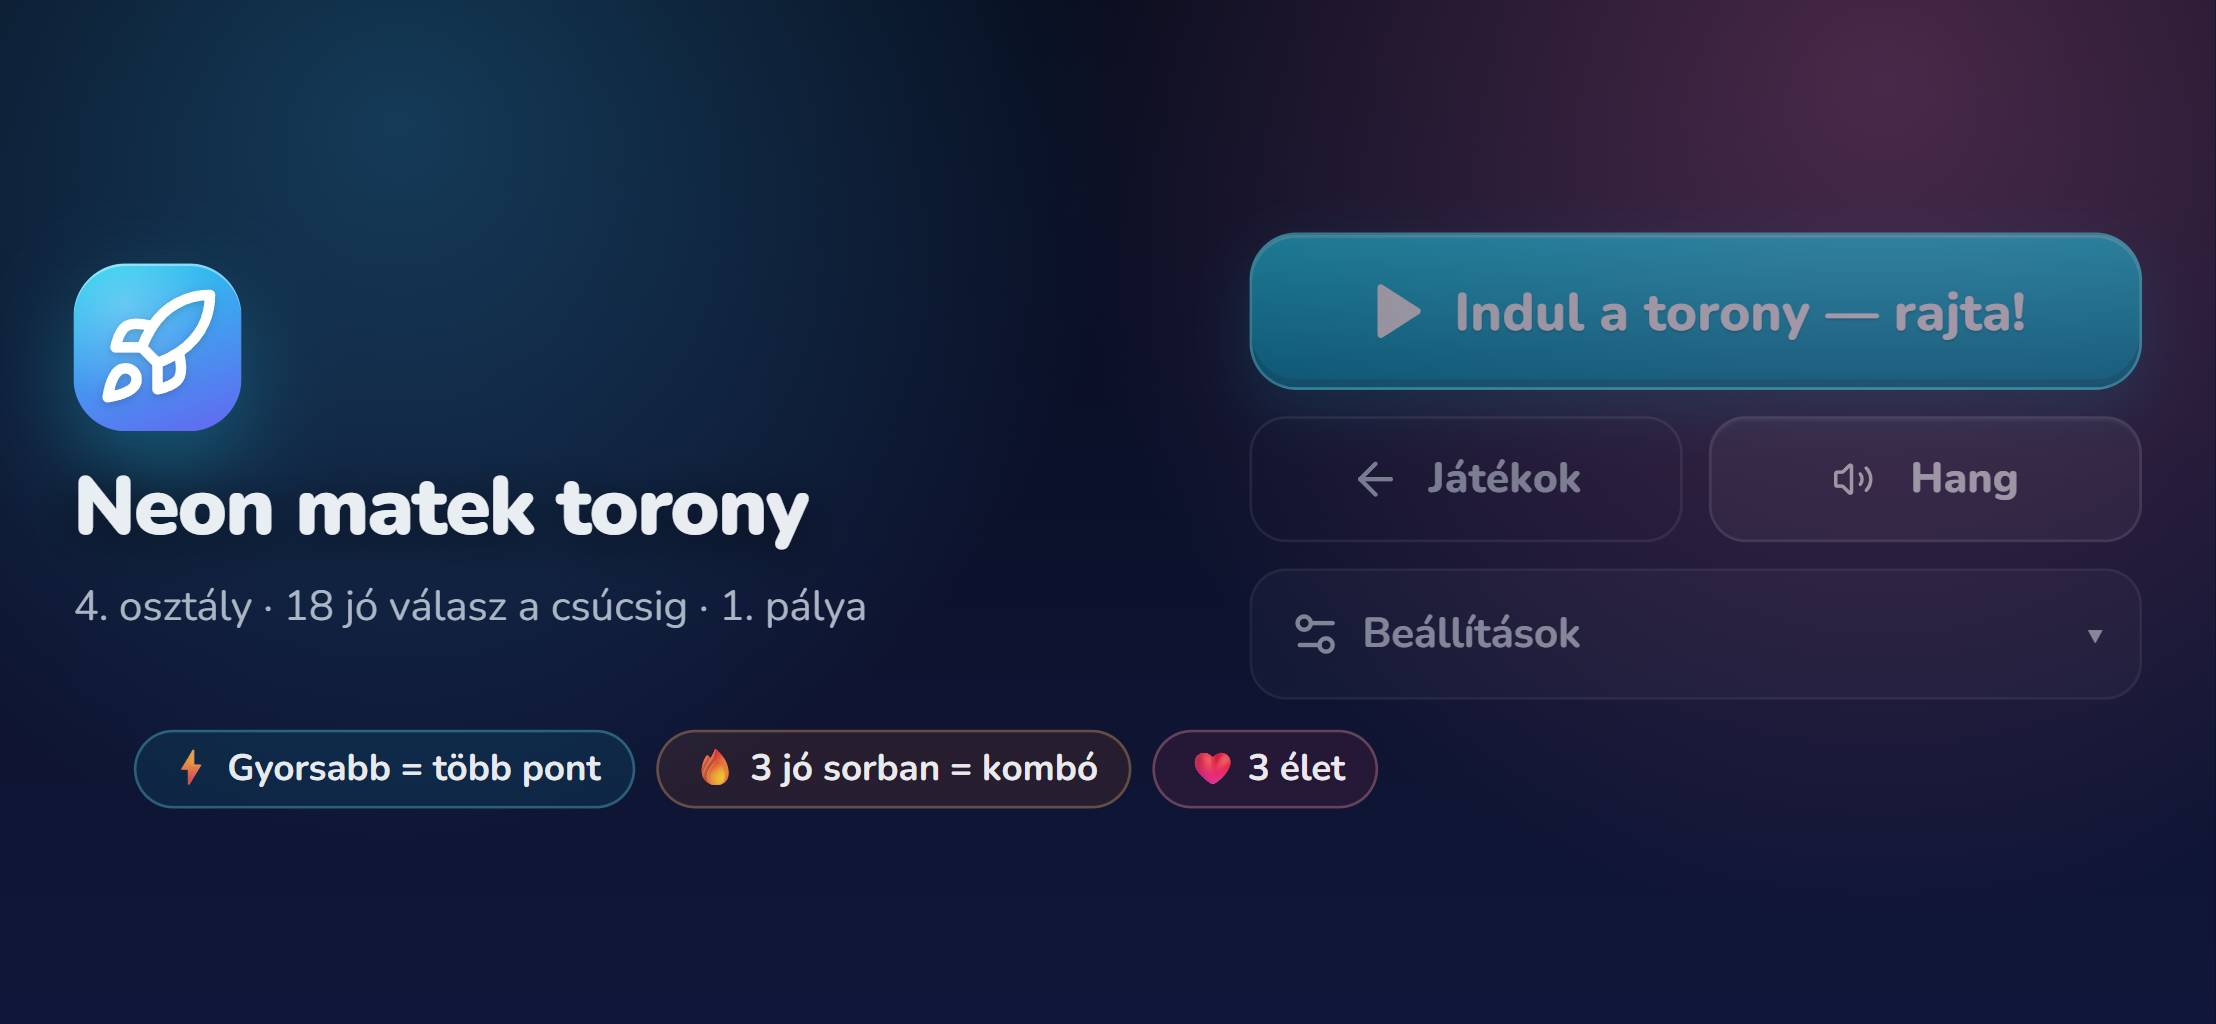 Neon matek torony
4. osztály · 18 jó válasz a csúcsig · 1. pálya
Indul a torony — rajta!
Játékok
Hang
Beállítások
Gyorsabb = több pont
3 jó sorban = kombó
3 élet